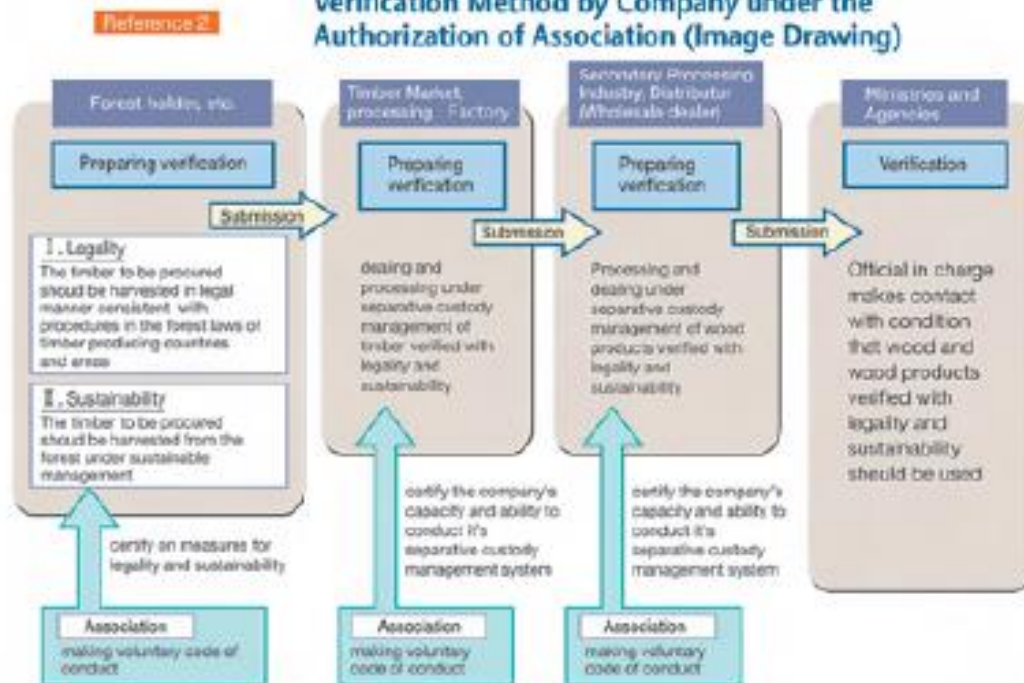 Reference 2
Verification Method by Company under the
Authorization of Association (Image Drawing)
Forest holder, etc.
Preparing verification
Submission
I. Legality
The timber to be procured
should be harvested in legal
manner consistent with
procedures in the forest laws of
timber producing countries
and areas
II. Sustainability
The timber to be procured
should be harvested from the
forest under sustainable
management
certify on measures for
legality and sustainability
Association
making voluntary code of
conduct
Timber Market,
processing Factory
Preparing
verification
Submission
dealing and
processing under
separative custody
management of
timber verified with
legality and
sustainability
certify the company's
capacity and ability to
conduct it's
separative custody
management system
Association
making voluntary
code of conduct
Secondary Processing
Industry, Distributor
(Wholesale dealer)
Preparing
verification
Submission
Processing and
dealing under
separative custody
management of wood
products verified with
legality and
sustainability
certify the company's
capacity and ability to
conduct it's
separative custody
management system
Association
making voluntary
code of conduct
Ministries and
Agencies
Verification
Official in charge
makes contact
with condition
that wood and
wood products
verified with
legality and
sustainability
should be used